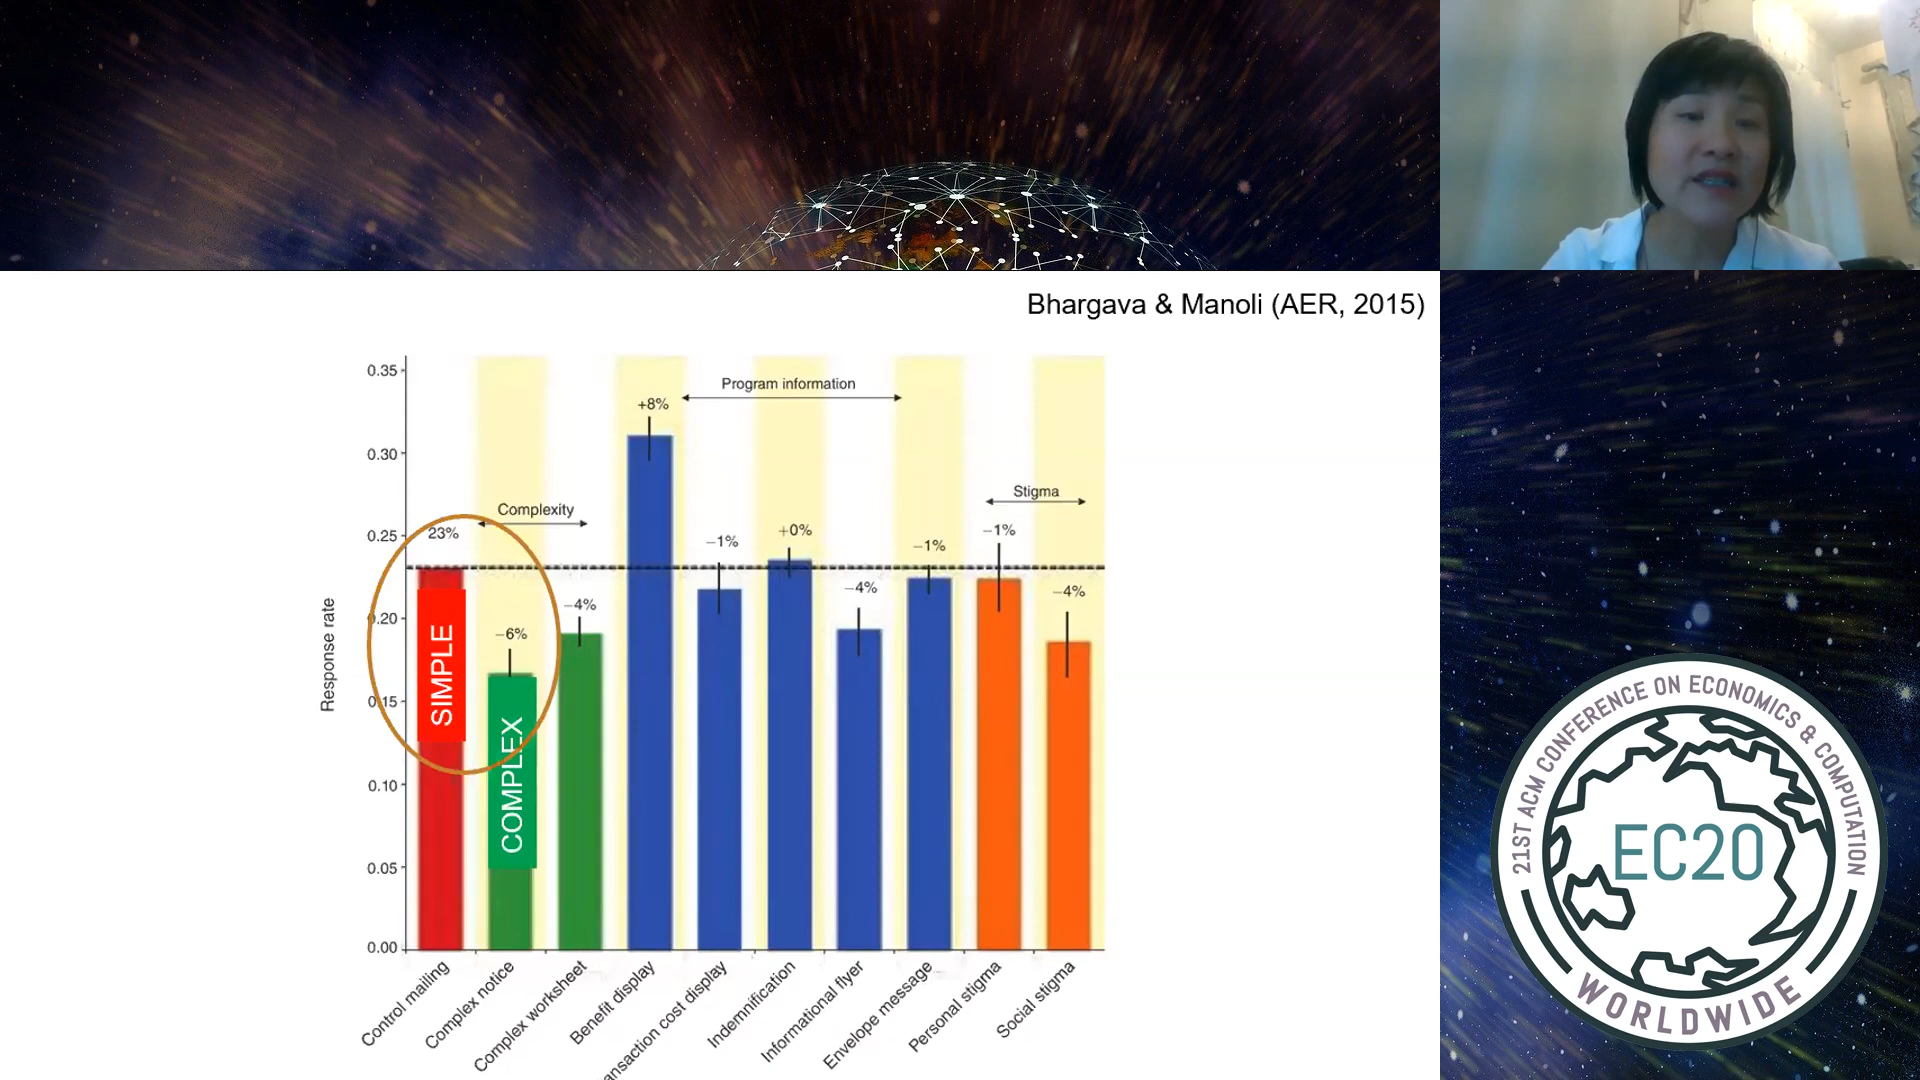 Bhargava & Manoli (AER, 2015)
0.35
0.30
0.25
0.20
0.15
0.10
0.05
0.00
Response rate
Program information
Complexity
Stigma
23%
−6%
−4%
+8%
−1%
+0%
−4%
−1%
−1%
−4%
SIMPLE
COMPLEX
Control mailing
Complex notice
Complex worksheet
Benefit display
ansaction cost display
Indemnification
Informational flyer
Envelope message
Personal stigma
Social stigma
21ST ACM CONFERENCE ON ECONOMICS & COMPUTATION
EC20
WORLDWIDE